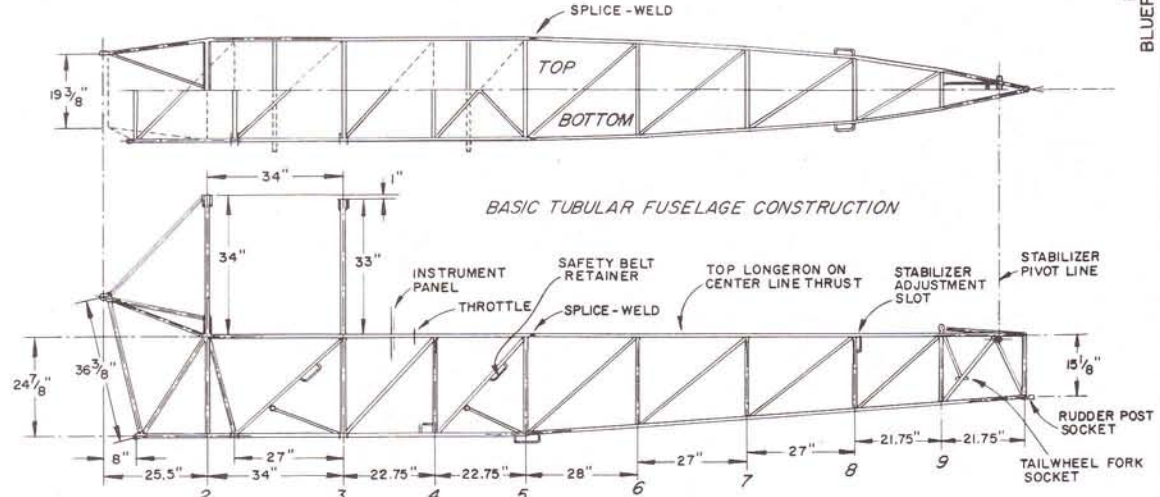 BLUEP
SPLICE-WELD
TOP
19 3/8"
BOTTOM
34"
1"
BASIC TUBULAR FUSELAGE CONSTRUCTION
34"
33"
INSTRUMENT
PANEL
SAFETY BELT
RETAINER
THROTTLE
SPLICE-WELD
TOP LONGERON ON
CENTER LINE THRUST
STABILIZER
ADJUSTMENT
SLOT
STABILIZER
PIVOT LINE
36 3/8"
24 7/8"
15 1/8"
RUDDER POST
SOCKET
TAILWHEEL FORK
SOCKET
8"
27"
27"
27"
21.75"
21.75"
25.5"
34"
22.75"
22.75"
28"
2
3
4
5
6
7
8
9